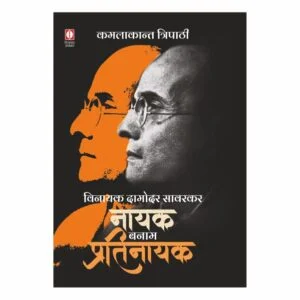 कमलाकान्त त्रिपाठी
विनायक दामोदर सावरकर
नायक
बनाम
प्रतिनायक